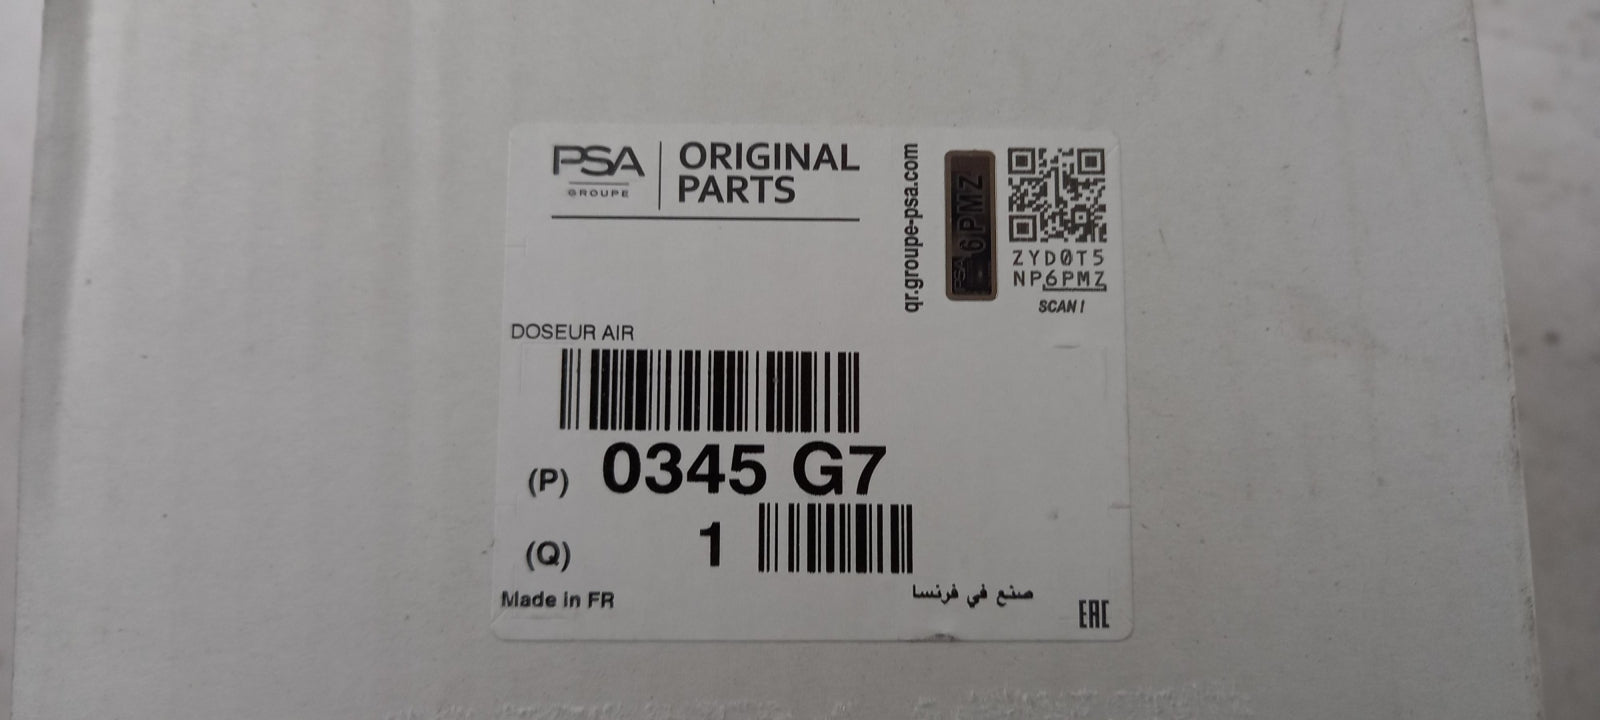 PSA
GROUPE
ORIGINAL
PARTS
qr.groupe-psa.com
PSA 6PMZ
ZYD0T5
NP6PMZ
SCAN !
DOSEUR AIR
(P) 0345 G7
(Q) 1
Made in FR
صنع في فرنسا
EAC